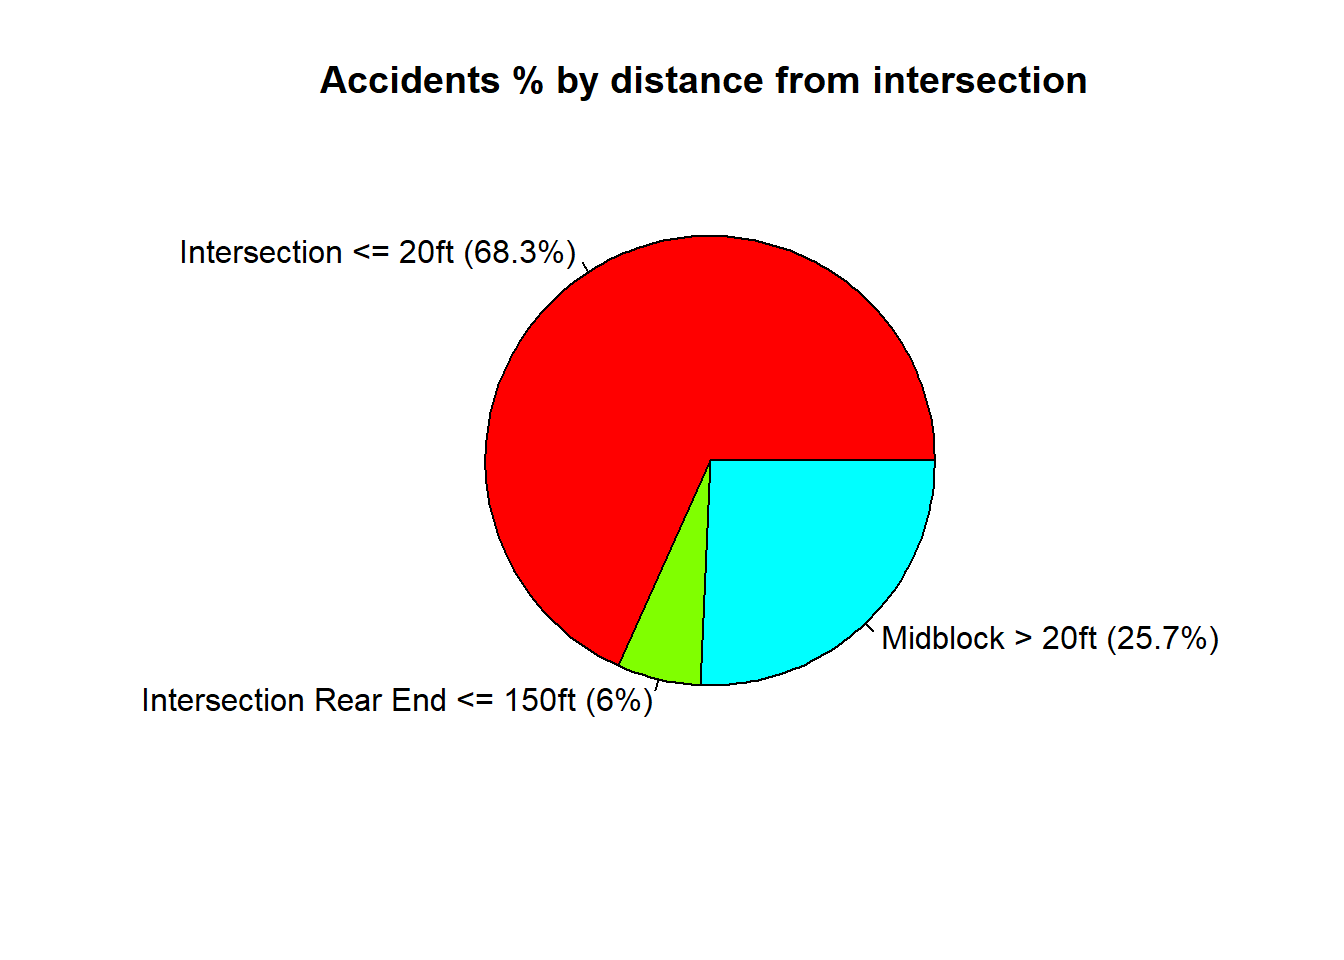 Accidents % by distance from intersection
Intersection <= 20ft (68.3%)
Midblock > 20ft (25.7%)
Intersection Rear End <= 150ft (6%)